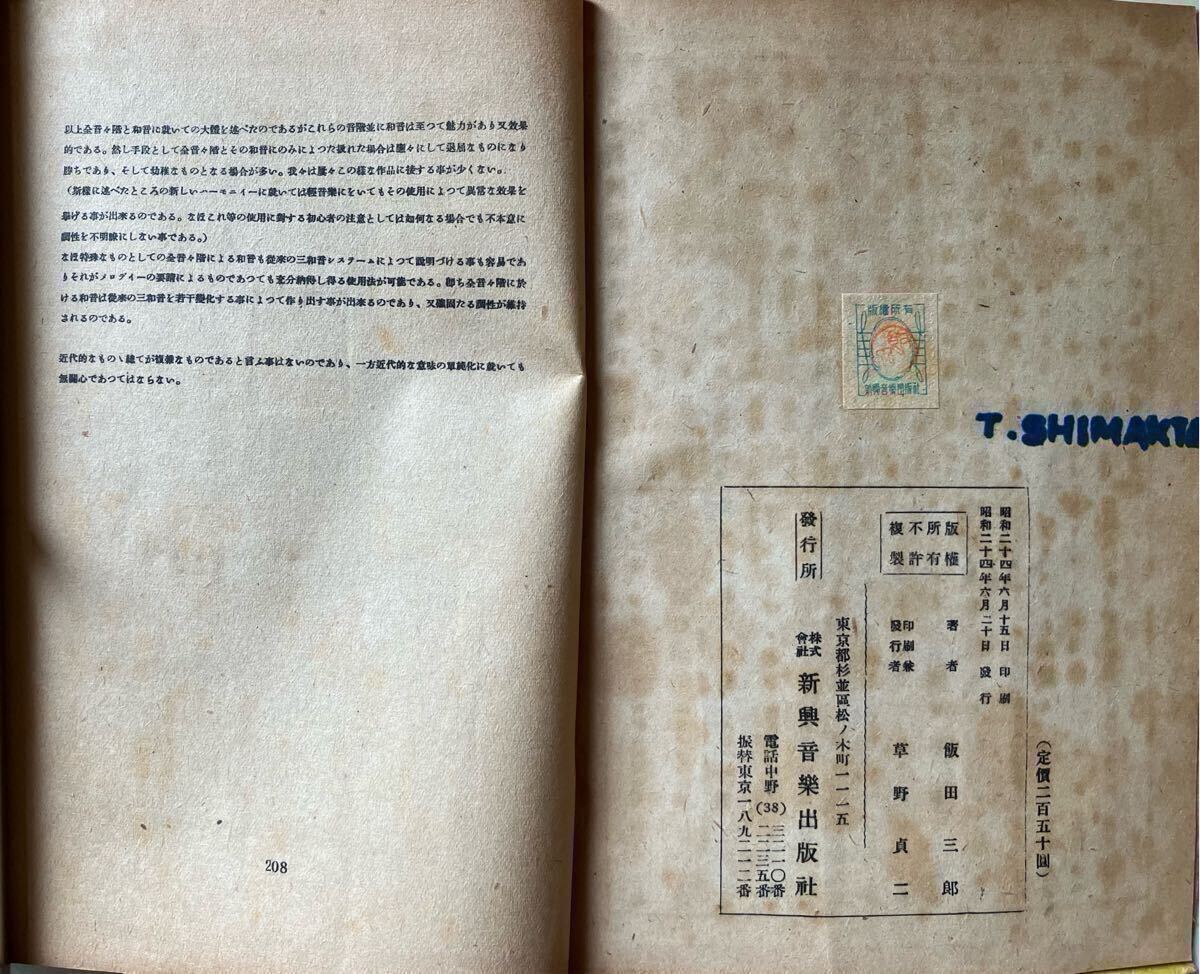 以上全音々階と和音に就いての大體を述べたのであるがこれらの音階並に和音は至つて魅力があり又效果
的である。然し手段として全音々階とその和音にのみによつた扱れた場合は屢々にして退屈なものになり
勝ちであり、そして幼稚なものとなる場合が多い。我々は屢々この樣な作品に接する事が少くない。
(斯樣に述べたところの新しいハーモニイーに就いては輕音樂にをいてもその使用によつて異常な效果を
擧げる事が出來るのである。なほこれ等の使用に對する初心者の注意としては如何なる場合でも不本意に
調性を不明瞭にしない事である。)
なほ特殊なものとしての全音々階による和音も從來の三和音システームによつて説明づける事も容易であ
りそれがメロディーの要請によるものであつても充分納得し得る使用法が可能である。卽ち全音々階に於
ける和音は從來の三和音を若干變化する事によつて作り出す事が出來るのであり、又確固たる調性が維持
されるのである。
近代的なものゝ總てが複雜なものであると言ふ事はないのであり、一方近代的な意味の單純化に就いても
無關心であつてはならない。
208
版權所有
新興音樂出版社
T. SHIMAK
(定價二百五十圓)
昭和二十四年六月十五日 印刷
昭和二十四年六月二十日 發行
版權所有
不許複製
著者 飯田三郎
印刷兼發行者 草野貞二
東京都杉並區松ノ木町一一一五
發行所 株式會社 新興音樂出版社
電話中野(38) 三二一〇番
二二三五番
振替東京一八九二一二番